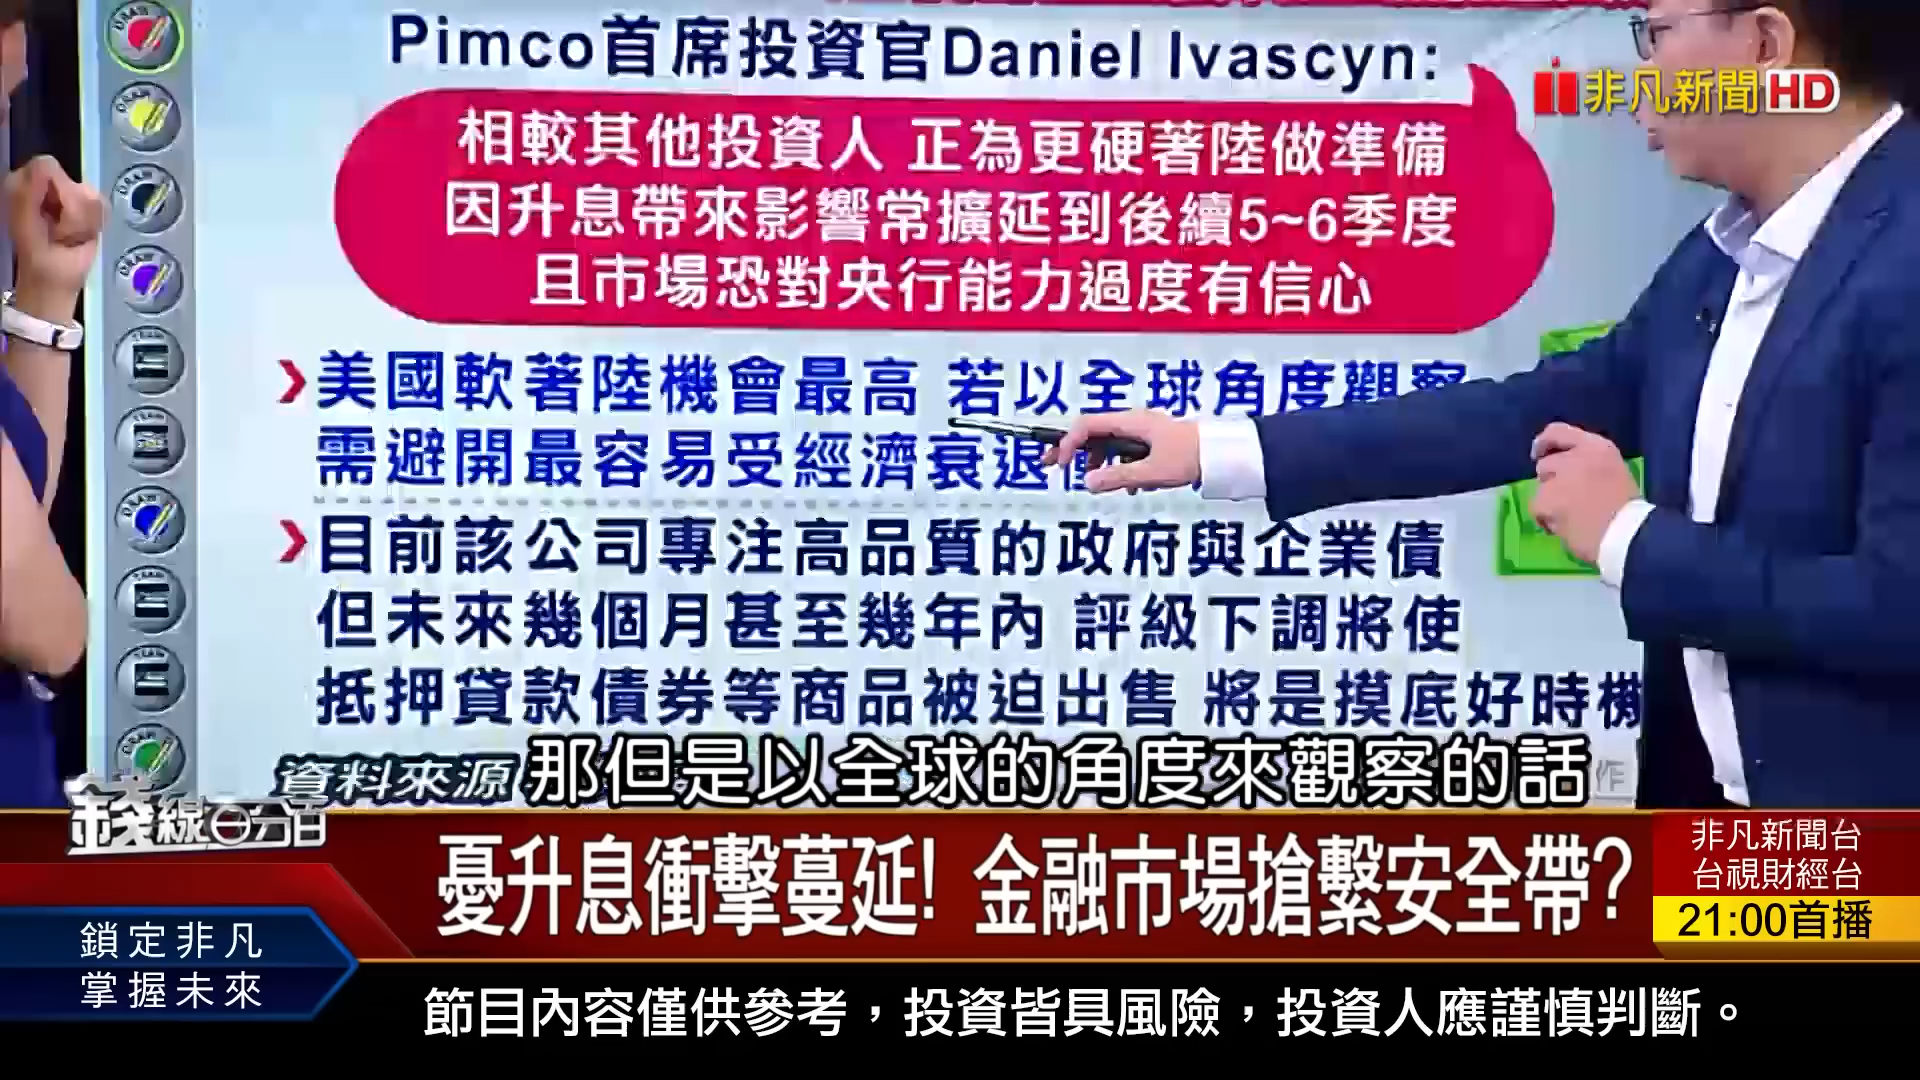 Pimco首席投資官Daniel Ivascyn:
非凡新聞HD
相較其他投資人 正為更硬著陸做準備
因升息帶來影響常擴延到後續5~6季度
且市場恐對央行能力過度有信心
美國軟著陸機會最高 若以全球角度觀察
需避開最容易受經濟衰退衝
目前該公司專注高品質的政府與企業債
但未來幾個月甚至幾年內 評級下調將使
抵押貸款債券等商品被迫出售 將是摸底好時機
資料來源
作
那但是以全球的角度來觀察的話
錢線百分百
憂升息衝擊蔓延! 金融市場搶繫安全帶?
非凡新聞台
台視財經台
21:00首播
鎖定非凡
掌握未來
節目內容僅供參考，投資皆具風險，投資人應謹慎判斷。